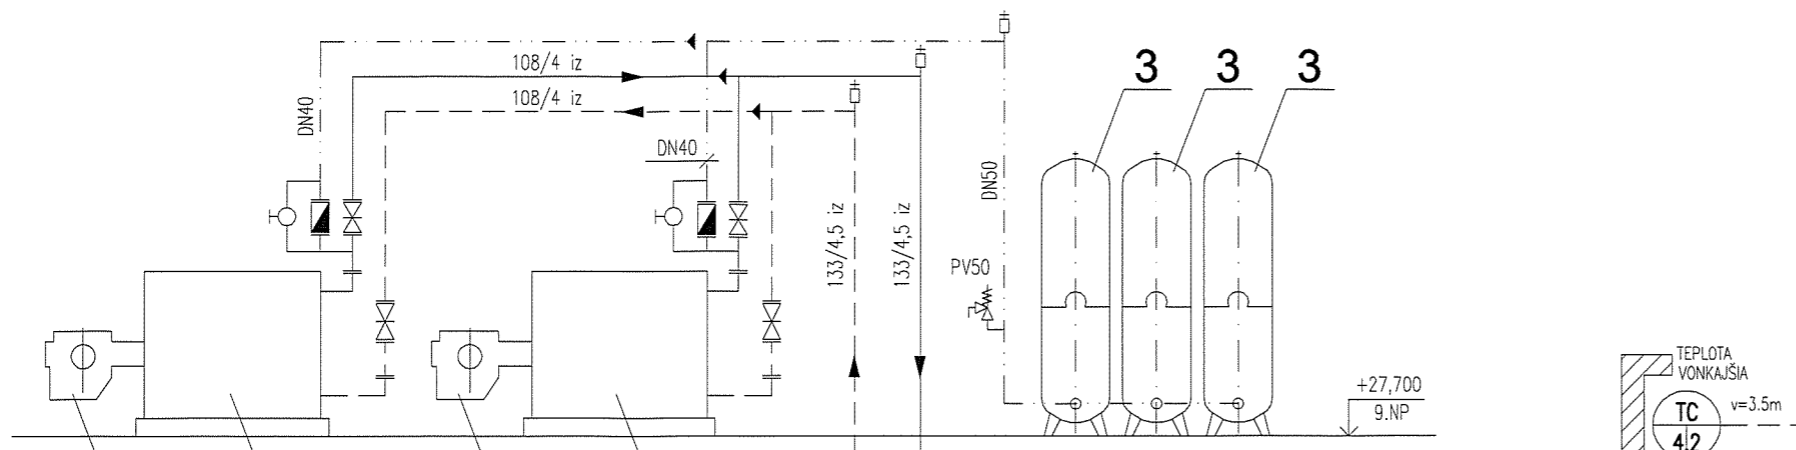 3 3 3
108/4 iz
108/4 iz
DN40
DN40
DN50
133/4,5 iz
133/4,5 iz
PV50
+27,700
9.NP
TEPLOTA
VONKAJŠIA
TC
4.2
v=3.5m